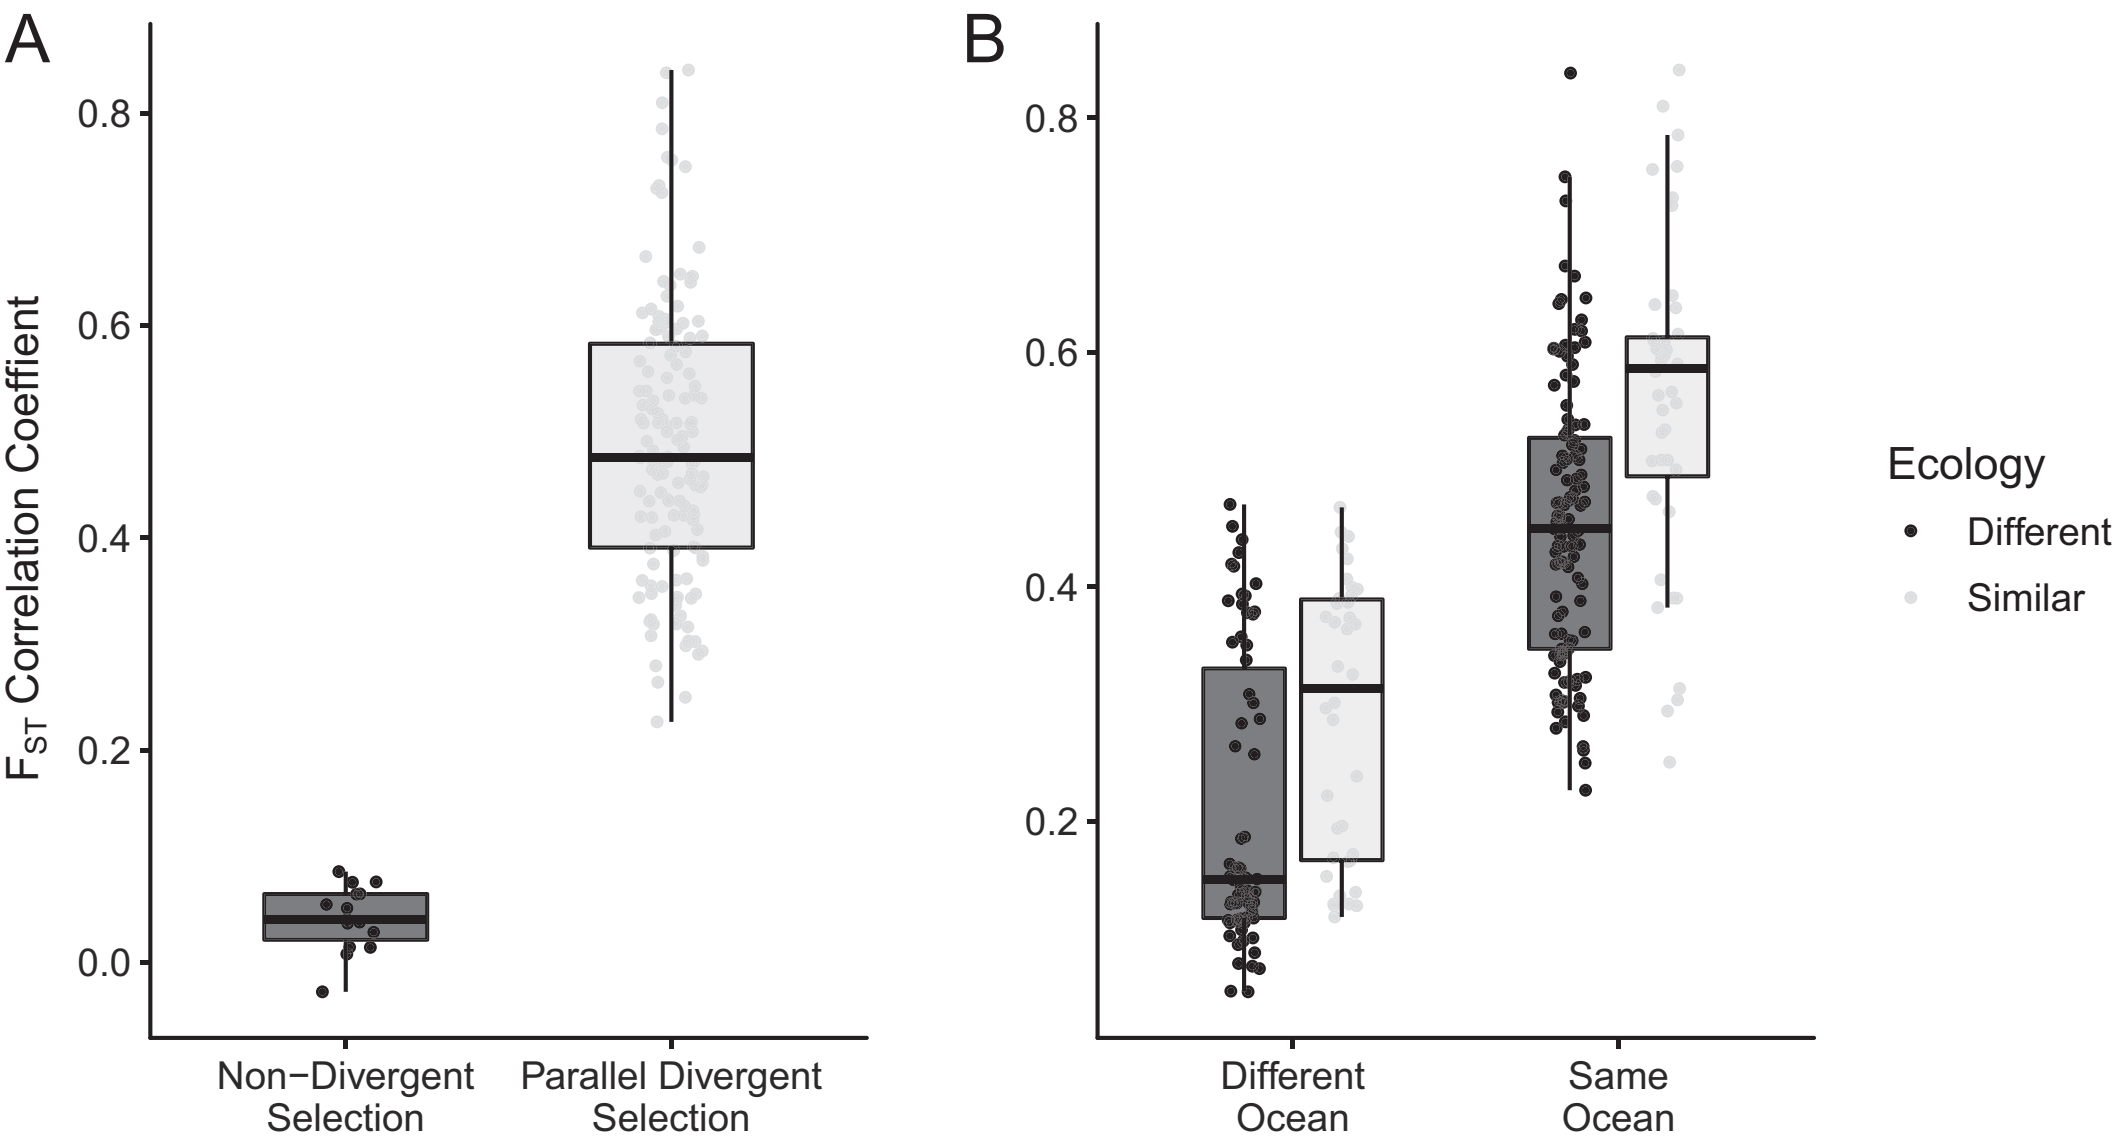 A
F_ST Correlation Coeffient
0.8
0.6
0.4
0.2
0.0
Non−Divergent
Selection
Parallel Divergent
Selection
B
0.8
0.6
0.4
0.2
Different
Ocean
Same
Ocean
Ecology
Different
Similar